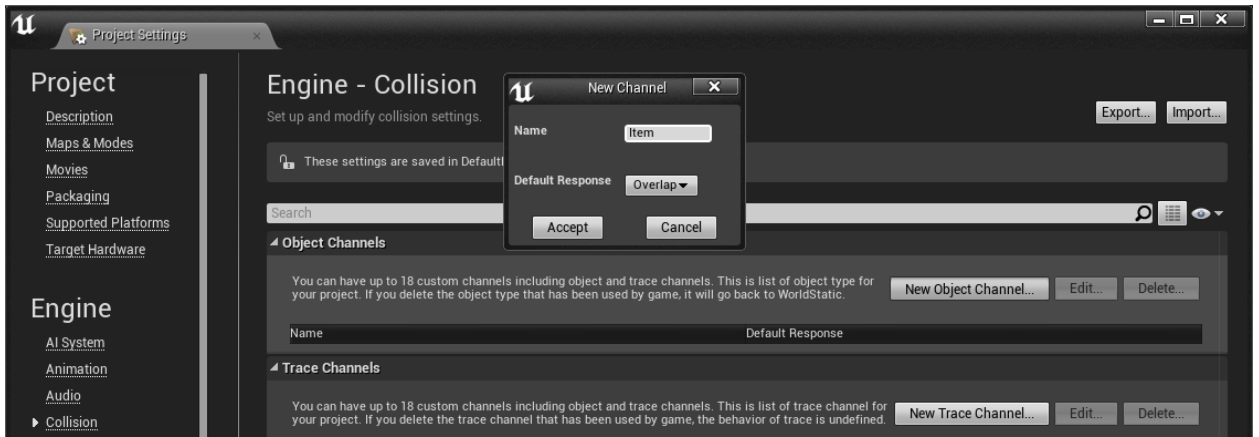 Project Settings
Project
Description
Maps & Modes
Movies
Packaging
Supported Platforms
Target Hardware
Engine
AI System
Animation
Audio
Collision
Engine - Collision
Set up and modify collision settings.
Export...
Import...
These settings are saved in Default
Search
New Channel
Name
Item
Default Response
Overlap
Accept
Cancel
Object Channels
You can have up to 18 custom channels including object and trace channels. This is list of object type for
your project. If you delete the object type that has been used by game, it will go back to WorldStatic.
New Object Channel...
Edit...
Delete...
Name
Default Response
Trace Channels
You can have up to 18 custom channels including object and trace channels. This is list of trace channel for
your project. If you delete the trace channel that has been used by game, the behavior of trace is undefined.
New Trace Channel...
Edit...
Delete...